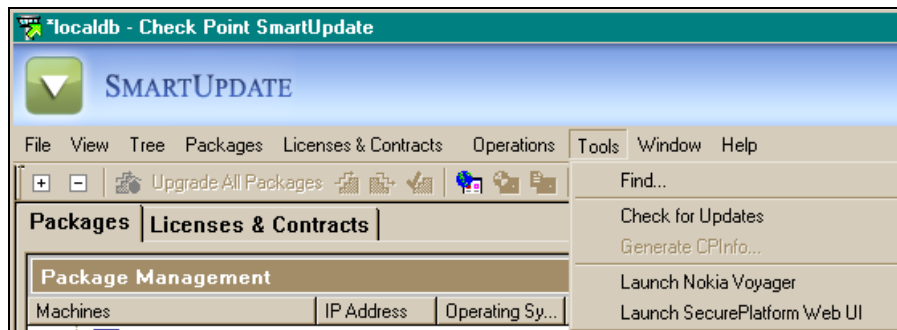 *localdb - Check Point SmartUpdate
SMARTUPDATE
File View Tree Packages Licenses & Contracts Operations Tools Window Help
Upgrade All Packages
Find...
Packages Licenses & Contracts
Check for Updates
Generate CPInfo...
Package Management
Launch Nokia Voyager
Machines IP Address Operating Sy...
Launch SecurePlatform Web UI